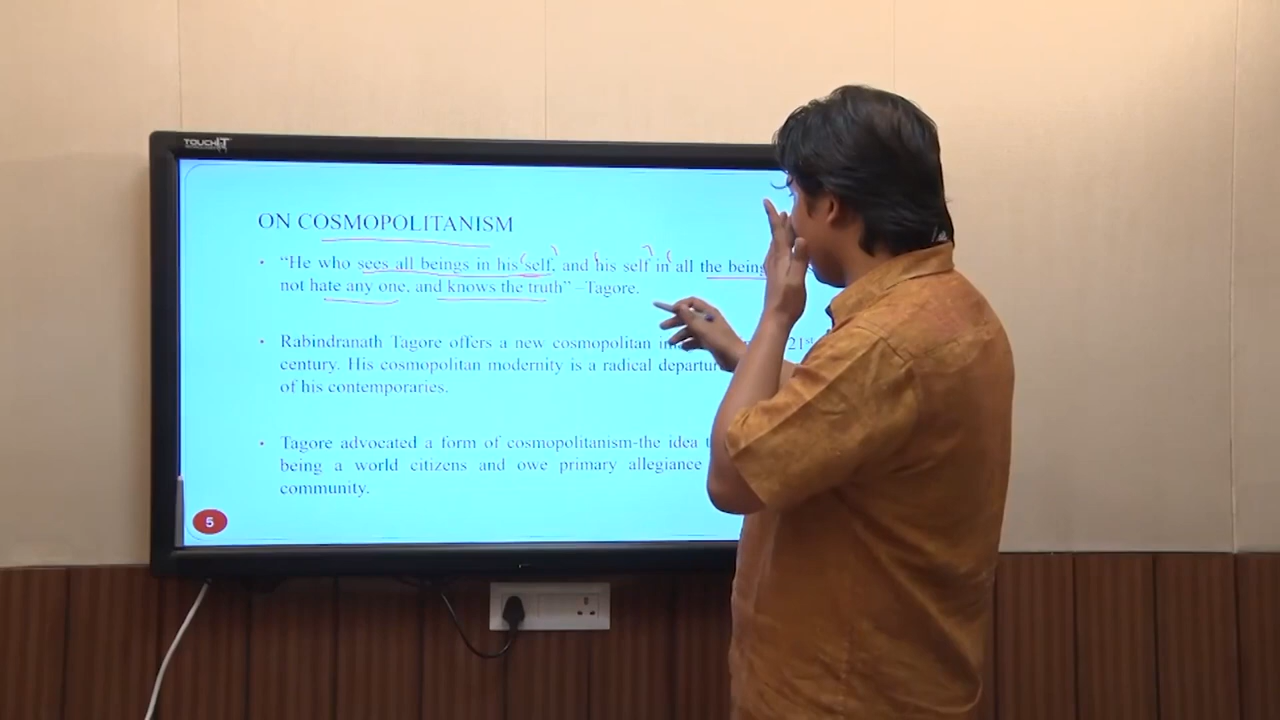 TOUCHIT
ON COSMOPOLITANISM
• “He who sees all beings in his self, and his self in all the being
not hate any one, and knows the truth” –Tagore.
• Rabindranath Tagore offers a new cosmopolitan 21st
century. His cosmopolitan modernity is a radical
of his contemporaries.
• Tagore advocated a form of cosmopolitanism-the idea
being a world citizens and owe primary allegiance
community.
5